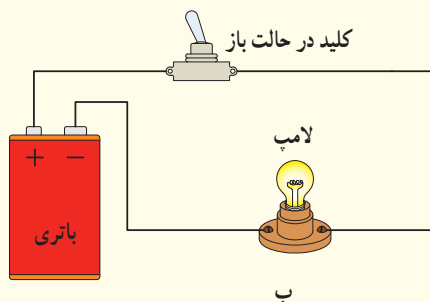 کلید در حالت باز
لامپ
+ −
باتری
ب